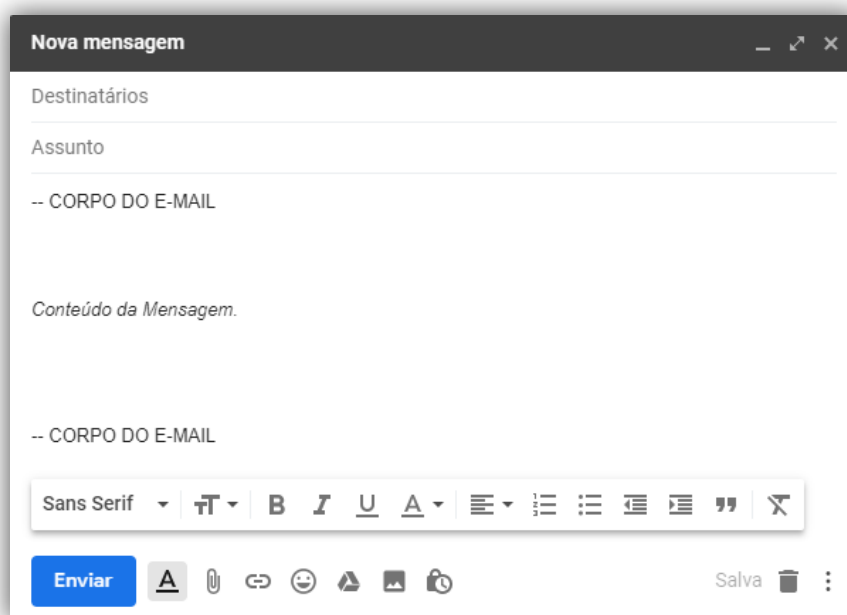 Nova mensagem
Destinatários
Assunto
-- CORPO DO E-MAIL
Conteúdo da Mensagem.
-- CORPO DO E-MAIL
Sans Serif
Enviar
Salva